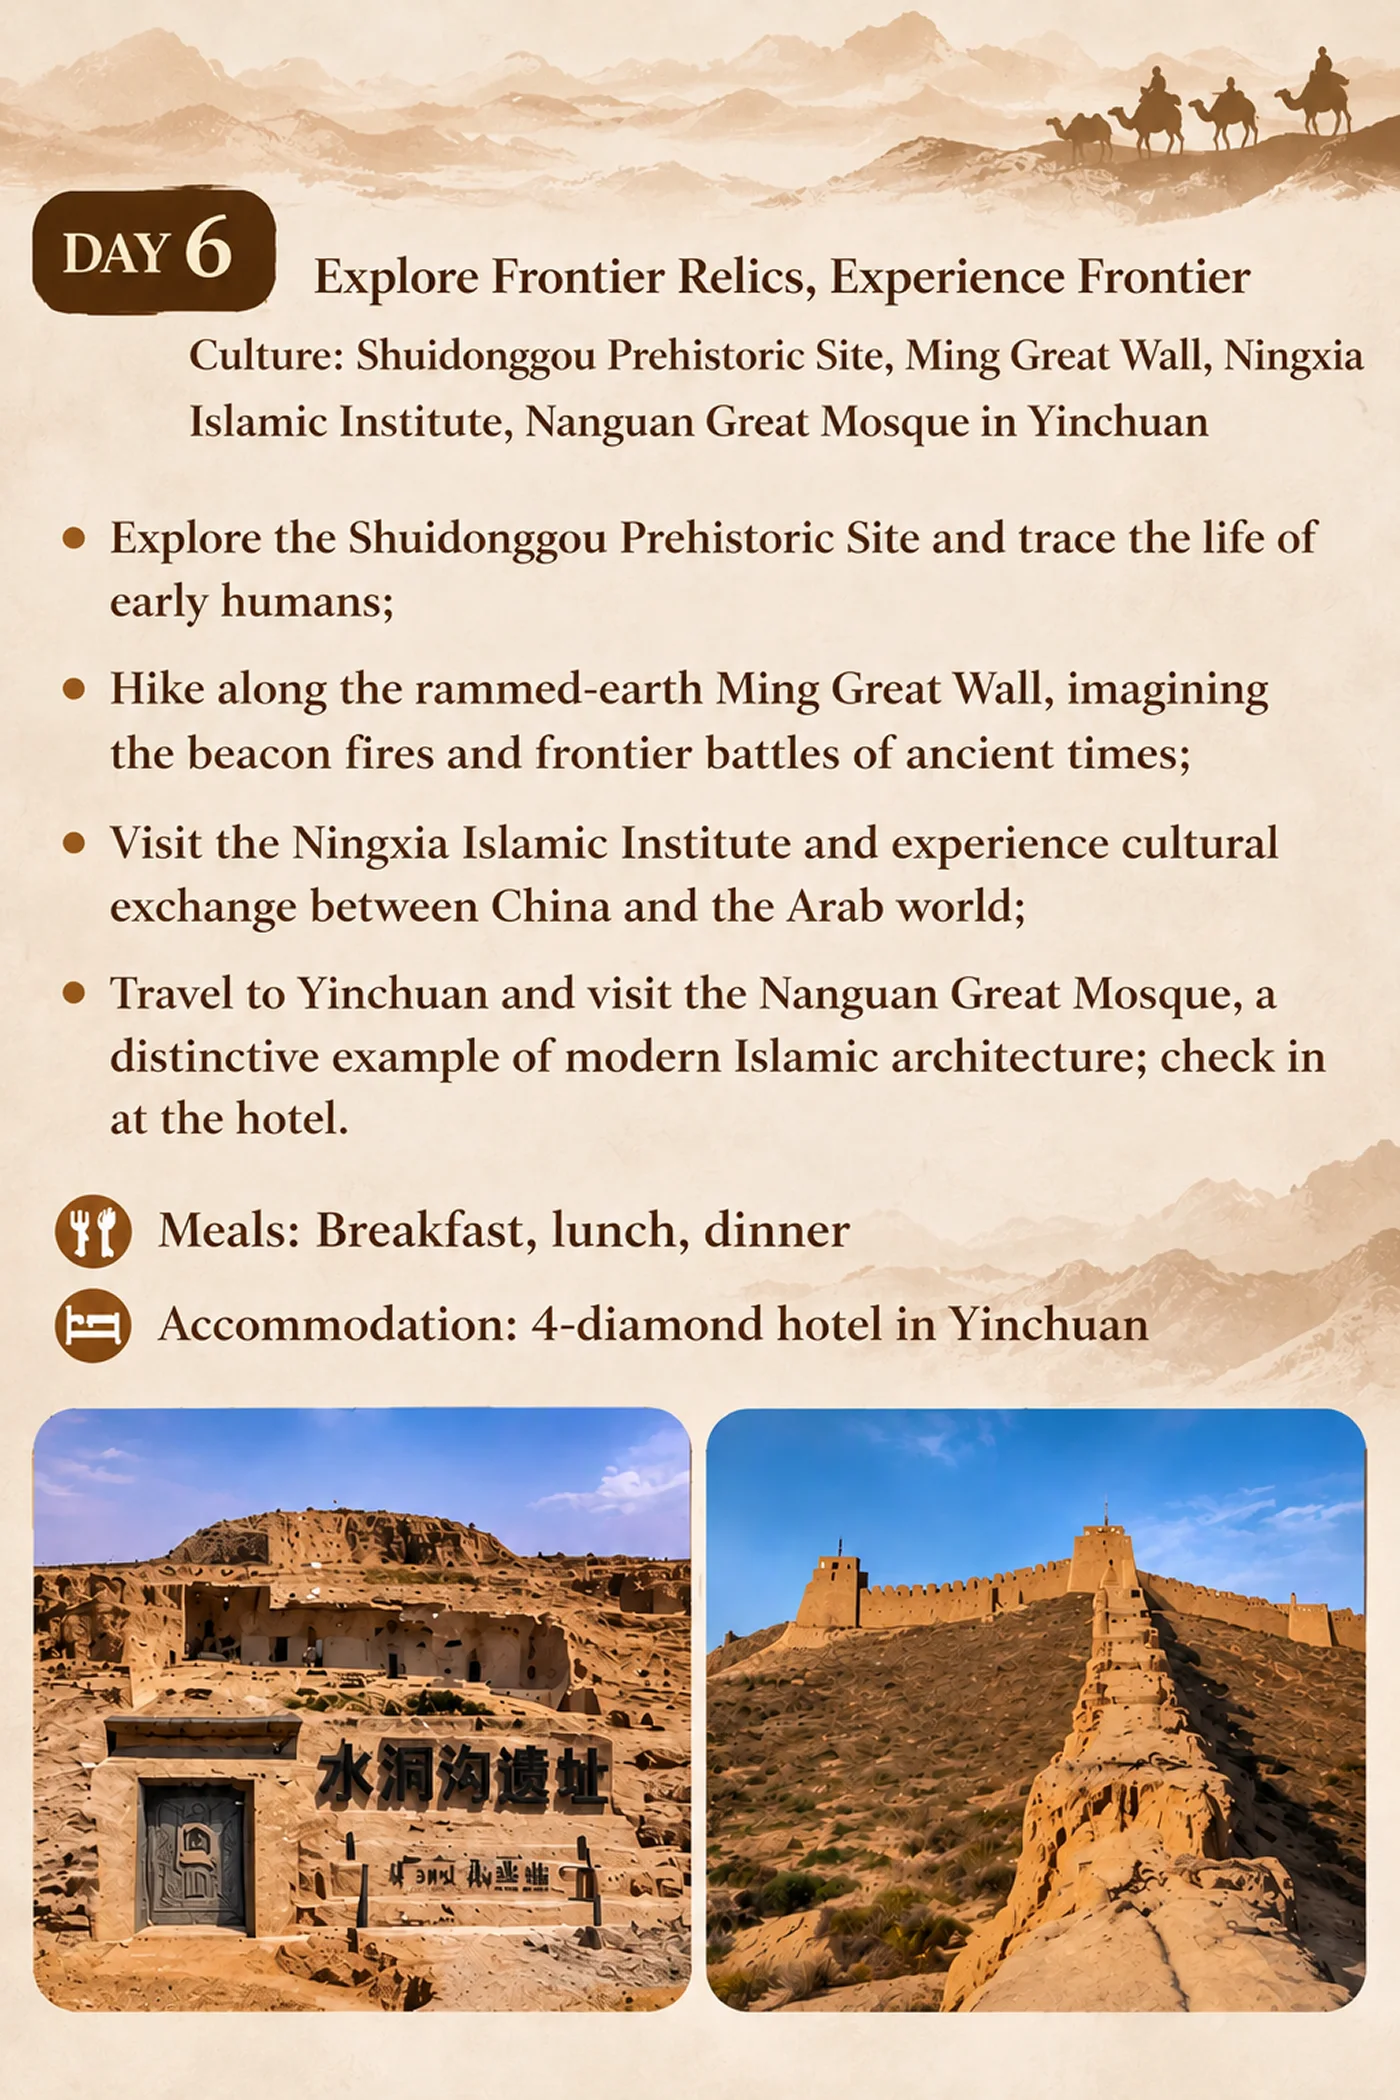 DAY 6
Explore Frontier Relics, Experience Frontier
Culture: Shuidonggou Prehistoric Site, Ming Great Wall, Ningxia
Islamic Institute, Nanguan Great Mosque in Yinchuan
Explore the Shuidonggou Prehistoric Site and trace the life of
early humans;
Hike along the rammed-earth Ming Great Wall, imagining
the beacon fires and frontier battles of ancient times;
Visit the Ningxia Islamic Institute and experience cultural
exchange between China and the Arab world;
Travel to Yinchuan and visit the Nanguan Great Mosque, a
distinctive example of modern Islamic architecture; check in
at the hotel.
Meals: Breakfast, lunch, dinner
Accommodation: 4-diamond hotel in Yinchuan
水洞沟遗址